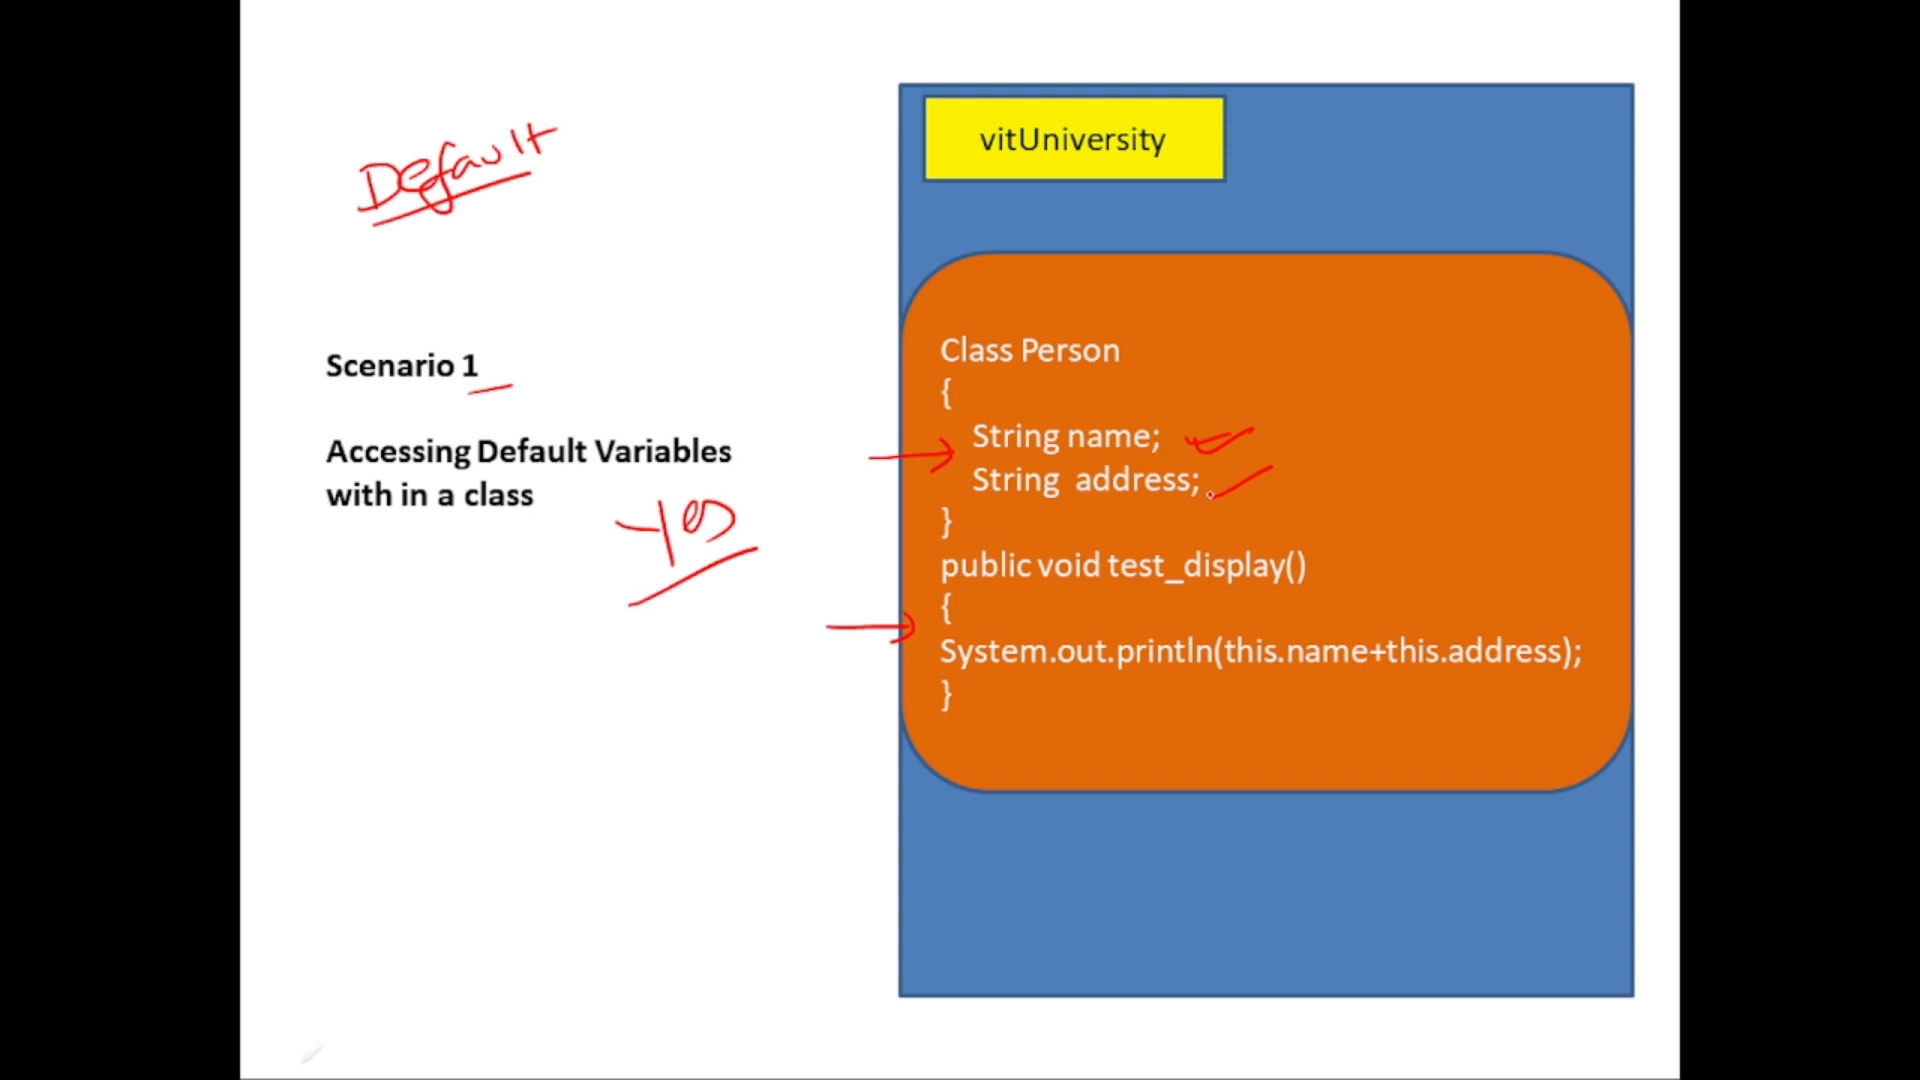 Default
Scenario 1
Accessing Default Variables
with in a class
Yes
vitUniversity
Class Person
{
String name;
String address;
}
public void test_display()
{
System.out.println(this.name+this.address);
}